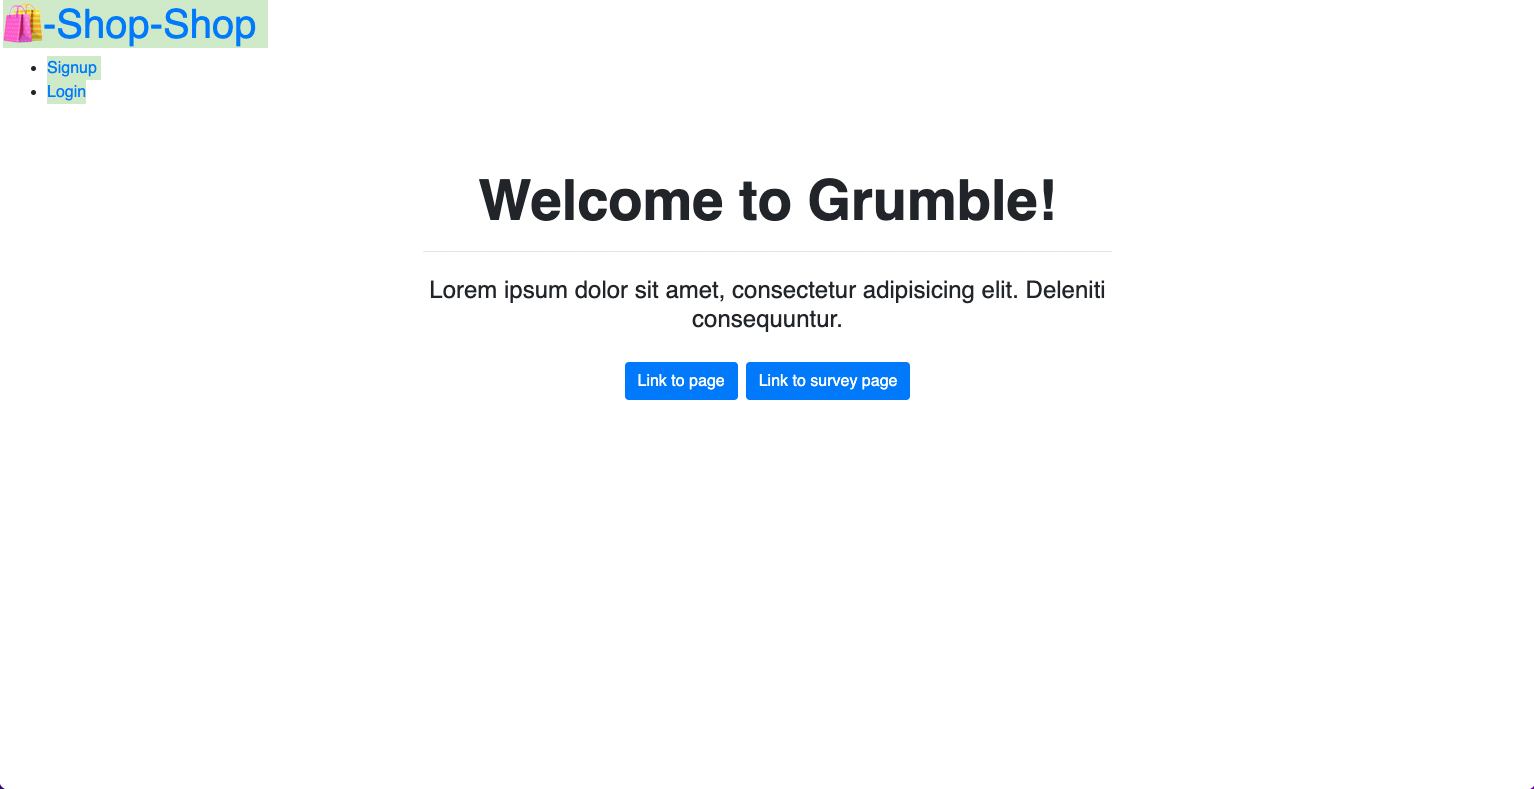 🛍️-Shop-Shop
Signup
Login
Welcome to Grumble!
Lorem ipsum dolor sit amet, consectetur adipisicing elit. Deleniti
consequuntur.
Link to page
Link to survey page